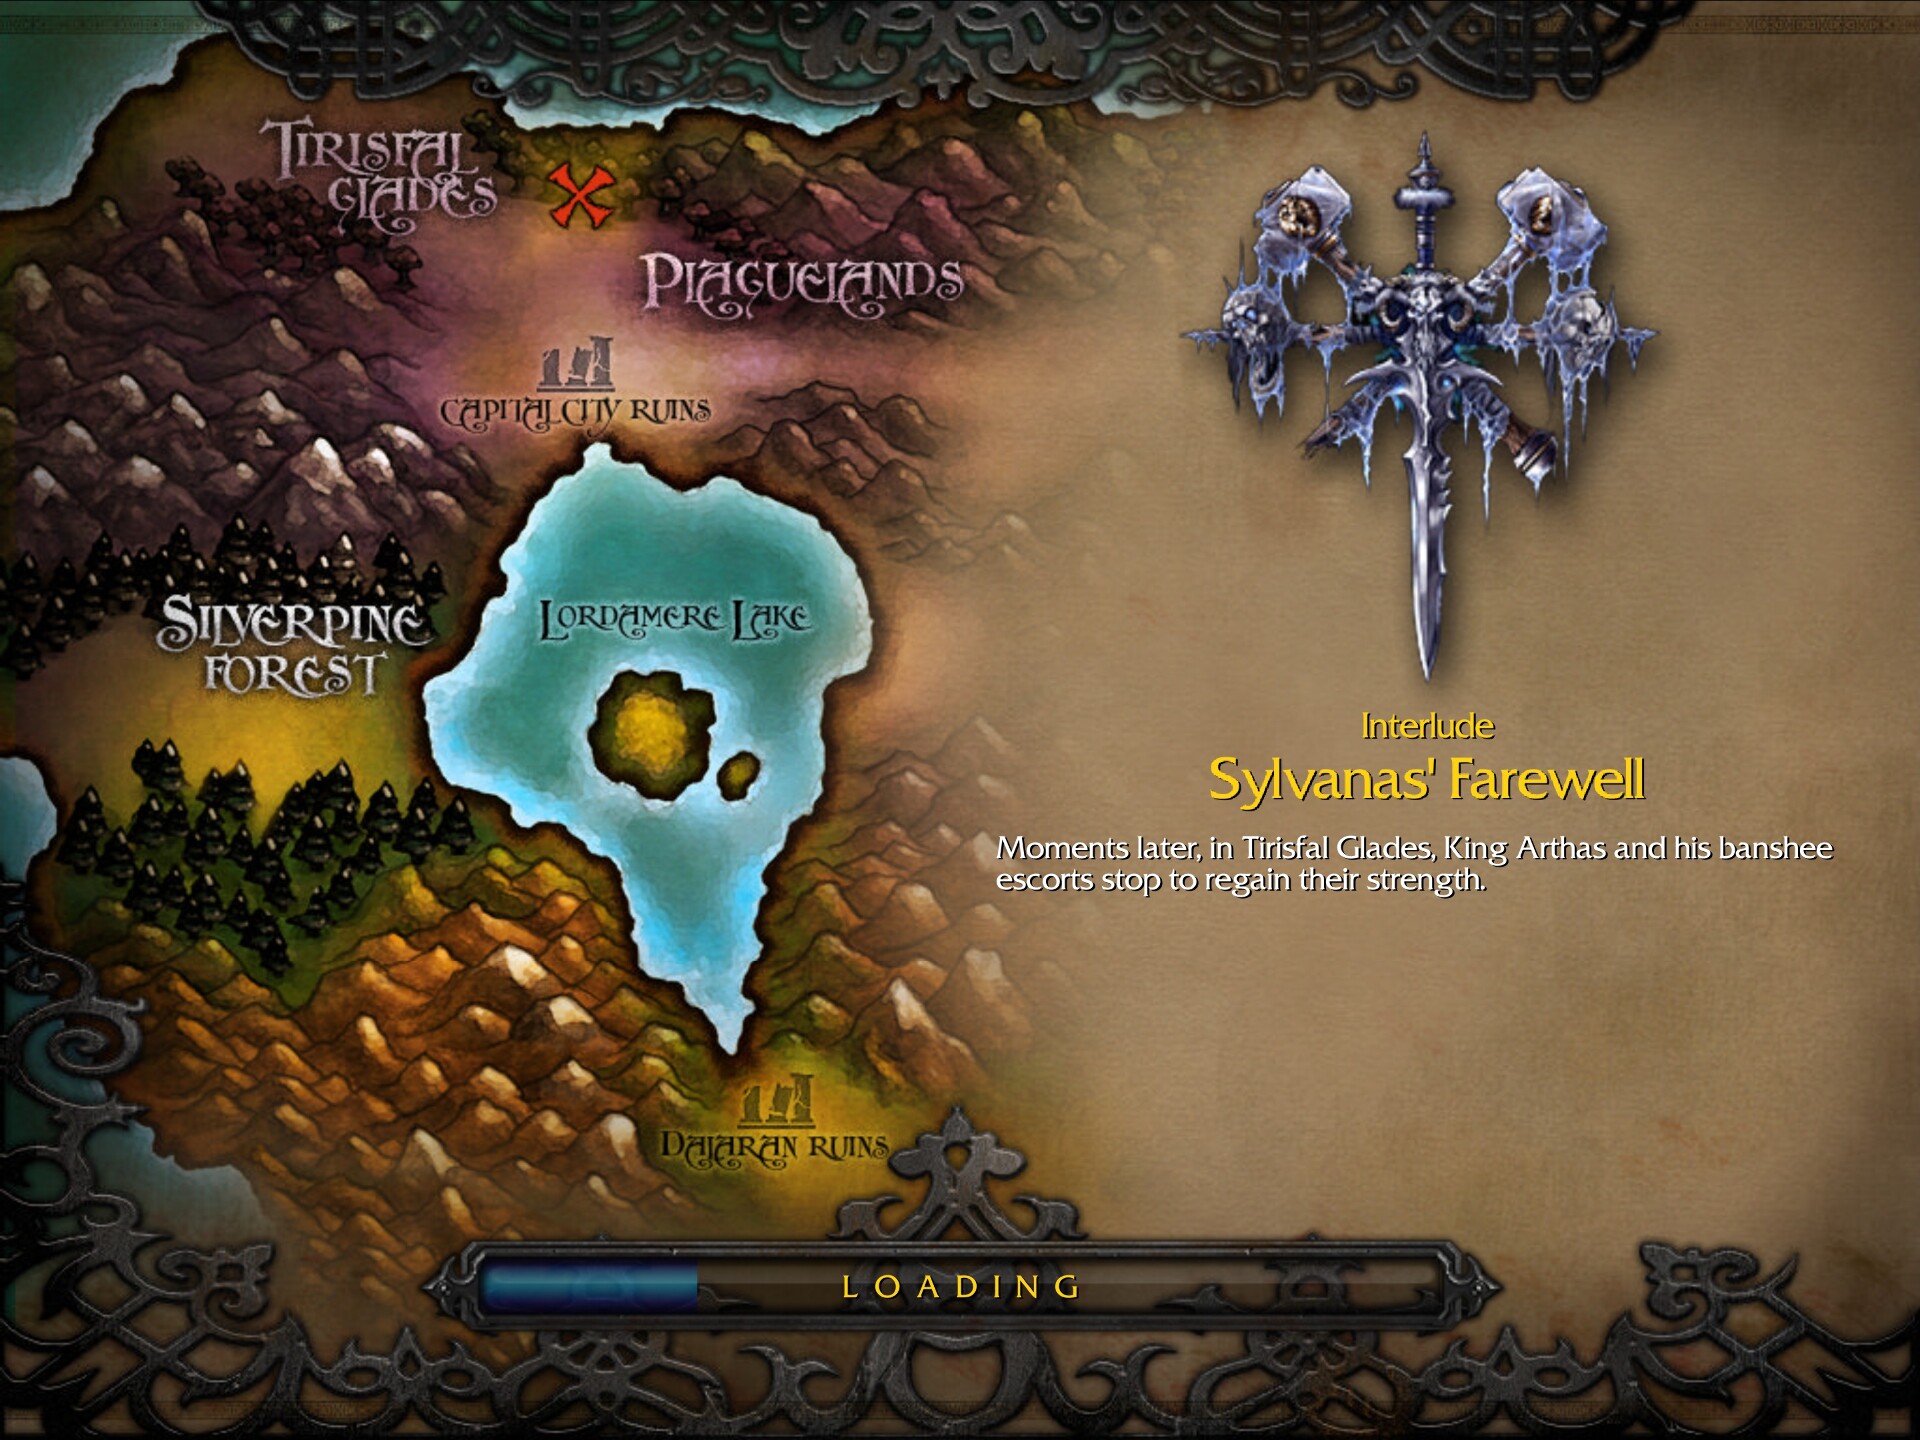 Tirisfal
Glades
Plaguelands
Capital City Ruins
Silverpine
Forest
Lordamere Lake
Dalaran Ruins
Interlude
Sylvanas' Farewell
Moments later, in Tirisfal Glades, King Arthas and his banshee
escorts stop to regain their strength.
LOADING